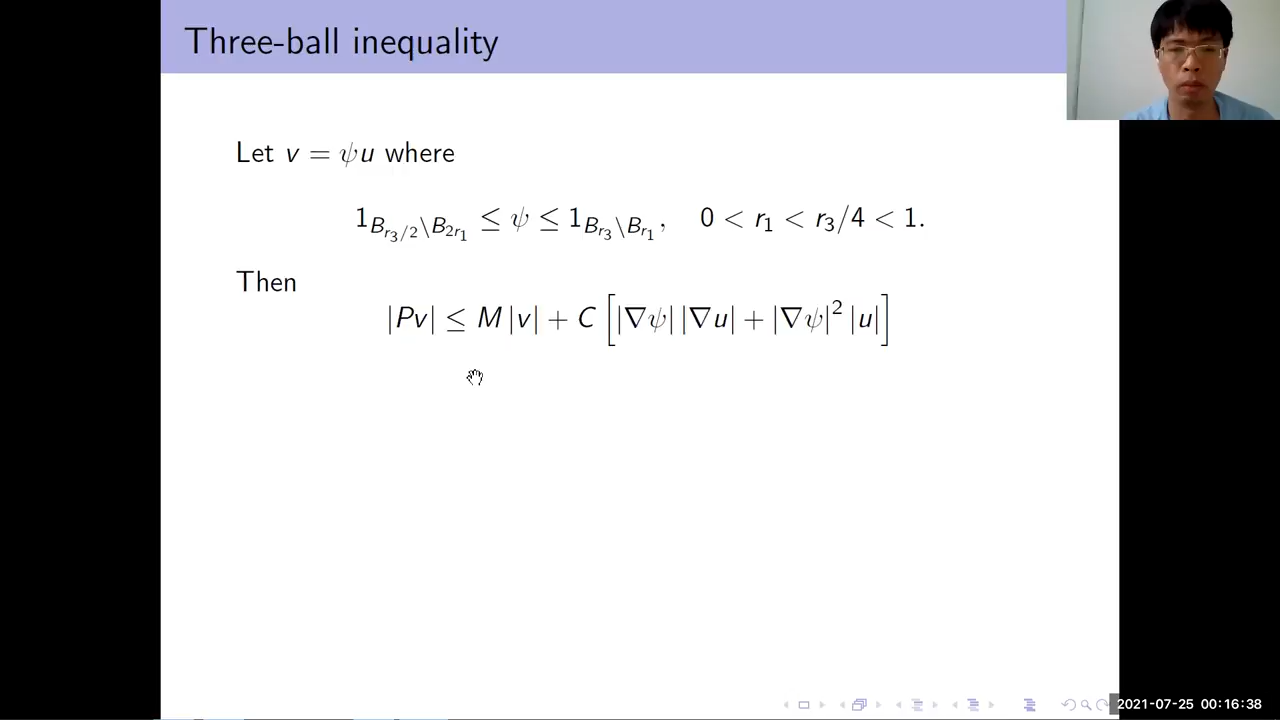 Three-ball inequality
Let v = ψu where
1_{B_{r_3/2}\B_{2r_1}} ≤ ψ ≤ 1_{B_{r_3}\B_{r_1}}, 0 < r_1 < r_3/4 < 1.
Then
|Pv| ≤ M |v| + C [|∇ψ| |∇u| + |∇ψ|^2 |u|]
2021-07-25 00:16:38